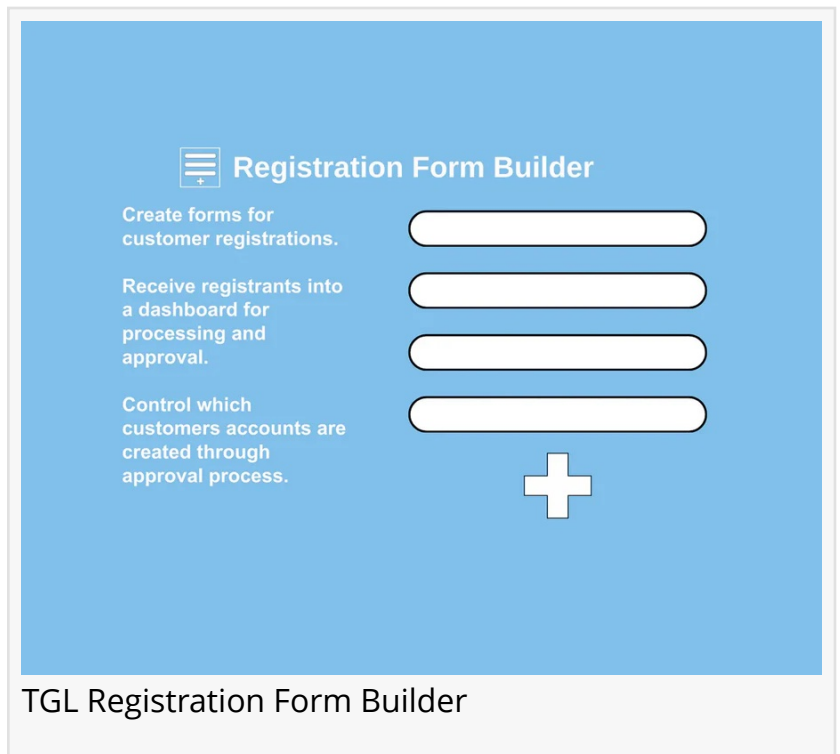 Registration Form Builder
Create forms for
customer registrations.
Receive registrants into
a dashboard for
processing and
approval.
Control which
customers accounts are
created through
approval process.
TGL Registration Form Builder